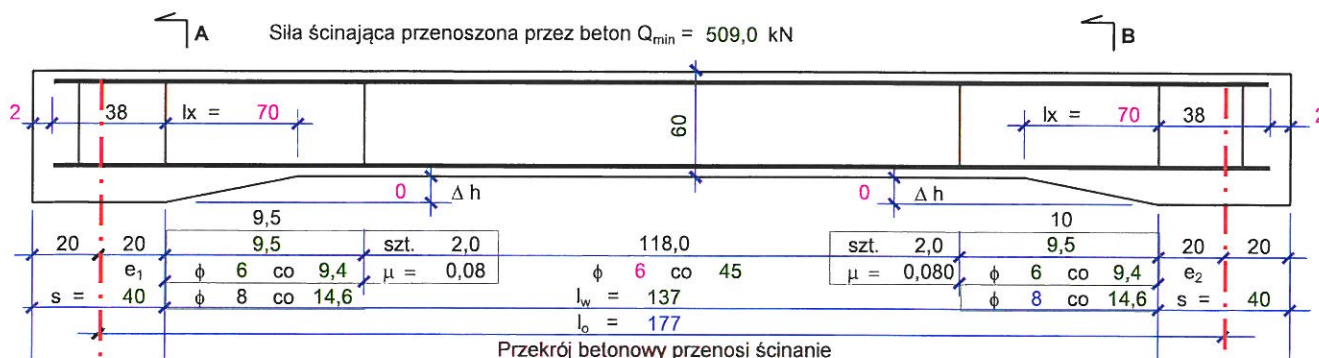 A Siła ścinająca przenoszona przez beton Qmin = 509,0 kN B
2 38 lx = 70 60 lx = 70 38 2
0 Δ h 0 Δ h
9,5 10
20 20 9,5 szt. 2,0 118,0 szt. 2,0 9,5 20 20
e1 ϕ 6 co 9,4 μ = 0,08 ϕ 6 co 45 μ = 0,080 ϕ 6 co 9,4 e2
s = 40 ϕ 8 co 14,6 lw = 137 ϕ 8 co 14,6 s = 40
lo = 177
Przekrój betonowy przenosi ścinanie